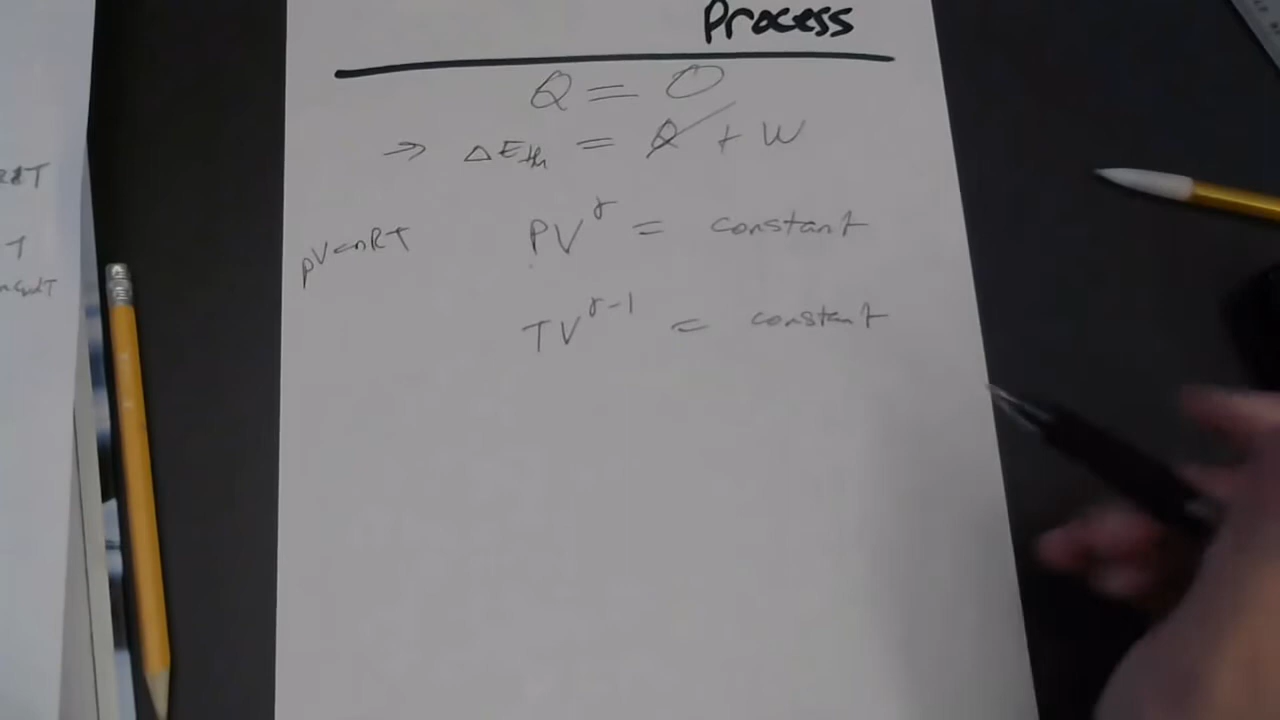 Process
Q = 0
→ ΔEth = Q + W
pV=nRT
PV^γ = constant
TV^γ-1 = constant
T